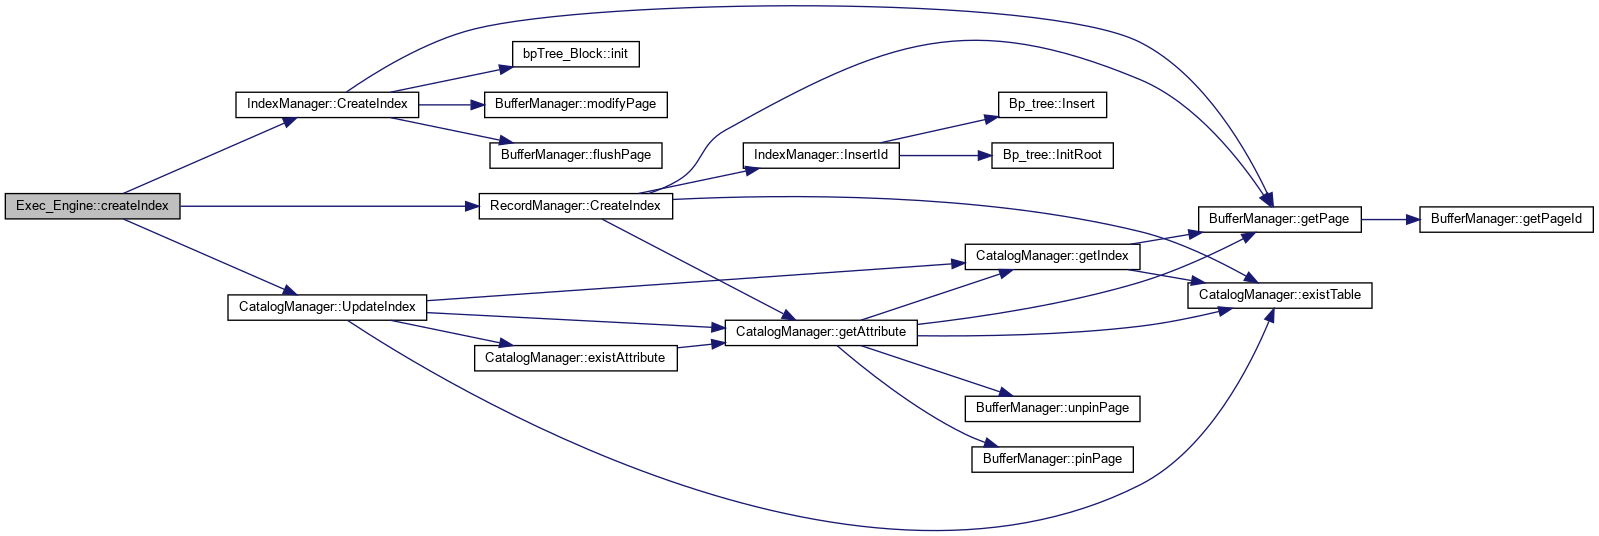 bpTree_Block::init
IndexManager::CreateIndex
BufferManager::modifyPage
Bp_tree::Insert
BufferManager::flushPage
IndexManager::InsertId
Bp_tree::InitRoot
Exec_Engine::createIndex
RecordManager::CreateIndex
BufferManager::getPage
BufferManager::getPageId
CatalogManager::getIndex
CatalogManager::existTable
CatalogManager::UpdateIndex
CatalogManager::getAttribute
CatalogManager::existAttribute
BufferManager::unpinPage
BufferManager::pinPage